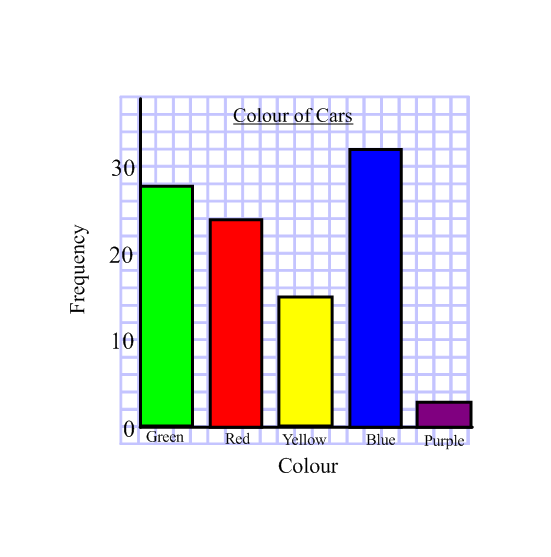 Colour of Cars
30
20
10
0
Frequency
Green Red Yellow Blue Purple
Colour